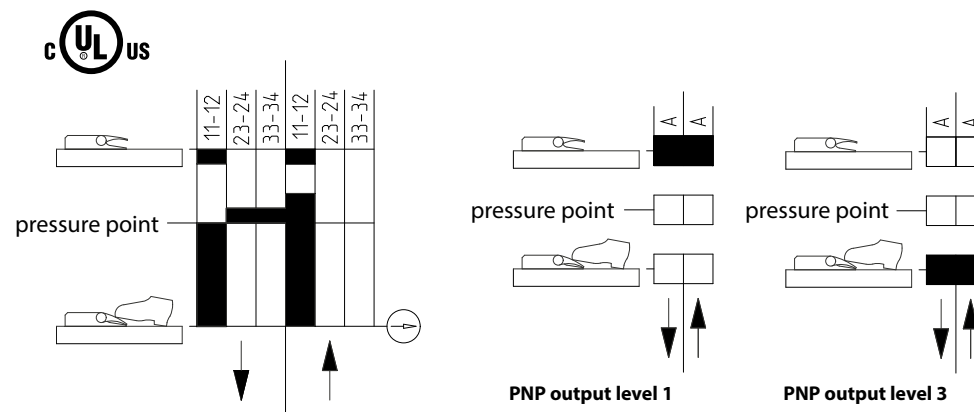 c UL ® US
11-12
23-24
33-34
11-12
23-24
33-34
pressure point
A
A
pressure point
PNP output level 1
A
A
pressure point
PNP output level 3